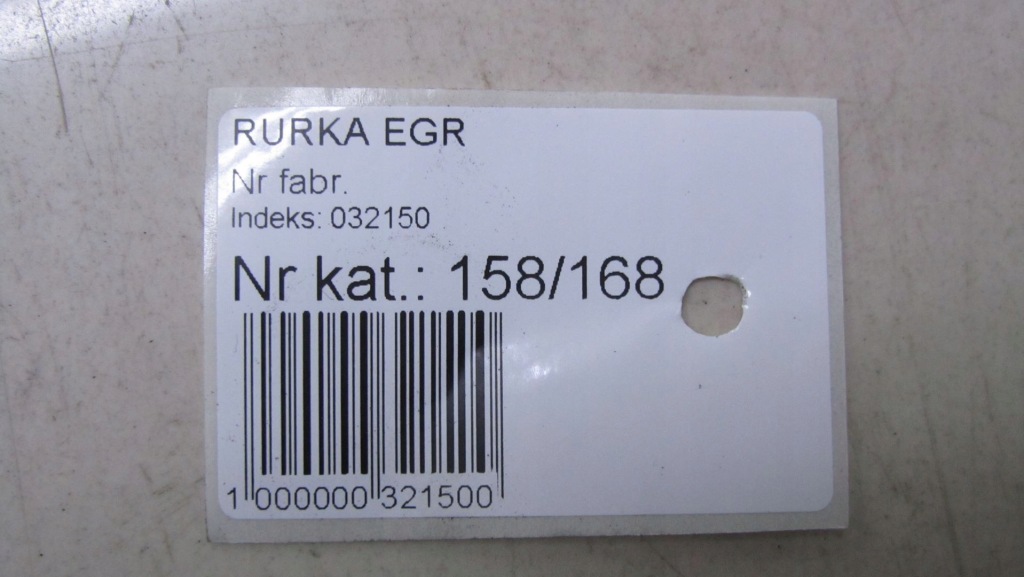 RURKA EGR
Nr fabr.
Indeks: 032150
Nr kat.: 158/168
1 000000 321500